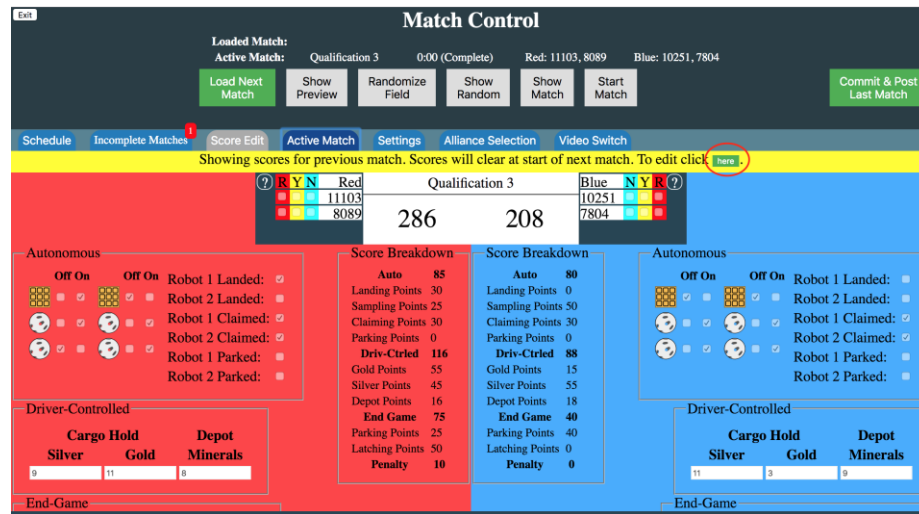 Exit
Match Control
Loaded Match:
Active Match: Qualification 3 0:00 (Complete) Red: 11103, 8089 Blue: 10251, 7804
Load Next Match
Show Preview
Randomize Field
Show Random
Show Match
Start Match
Commit & Post Last Match
Schedule Incomplete Matches 1 Score Edit Active Match Settings Alliance Selection Video Switch
Showing scores for previous match. Scores will clear at start of next match. To edit click here .
? R Y N Red Qualification 3 Blue N Y R ?
11103 10251
8089 286 208 7804
Autonomous
Off On Off On
Robot 1 Landed:
Robot 2 Landed:
Robot 1 Claimed:
Robot 2 Claimed:
Robot 1 Parked:
Robot 2 Parked:
Driver-Controlled
Cargo Hold Depot
Silver Gold Minerals
9 11 8
End-Game
Score Breakdown
Auto 85
Landing Points 30
Sampling Points 25
Claiming Points 30
Parking Points 0
Driv-Ctrled 116
Gold Points 55
Silver Points 45
Depot Points 16
End Game 75
Parking Points 25
Latching Points 50
Penalty 10
Score Breakdown
Auto 80
Landing Points 0
Sampling Points 50
Claiming Points 30
Parking Points 0
Driv-Ctrled 88
Gold Points 15
Silver Points 55
Depot Points 18
End Game 40
Parking Points 40
Latching Points 0
Penalty 0
Autonomous
Off On Off On
Robot 1 Landed:
Robot 2 Landed:
Robot 1 Claimed:
Robot 2 Claimed:
Robot 1 Parked:
Robot 2 Parked:
Driver-Controlled
Cargo Hold Depot
Silver Gold Minerals
11 3 9
End-Game